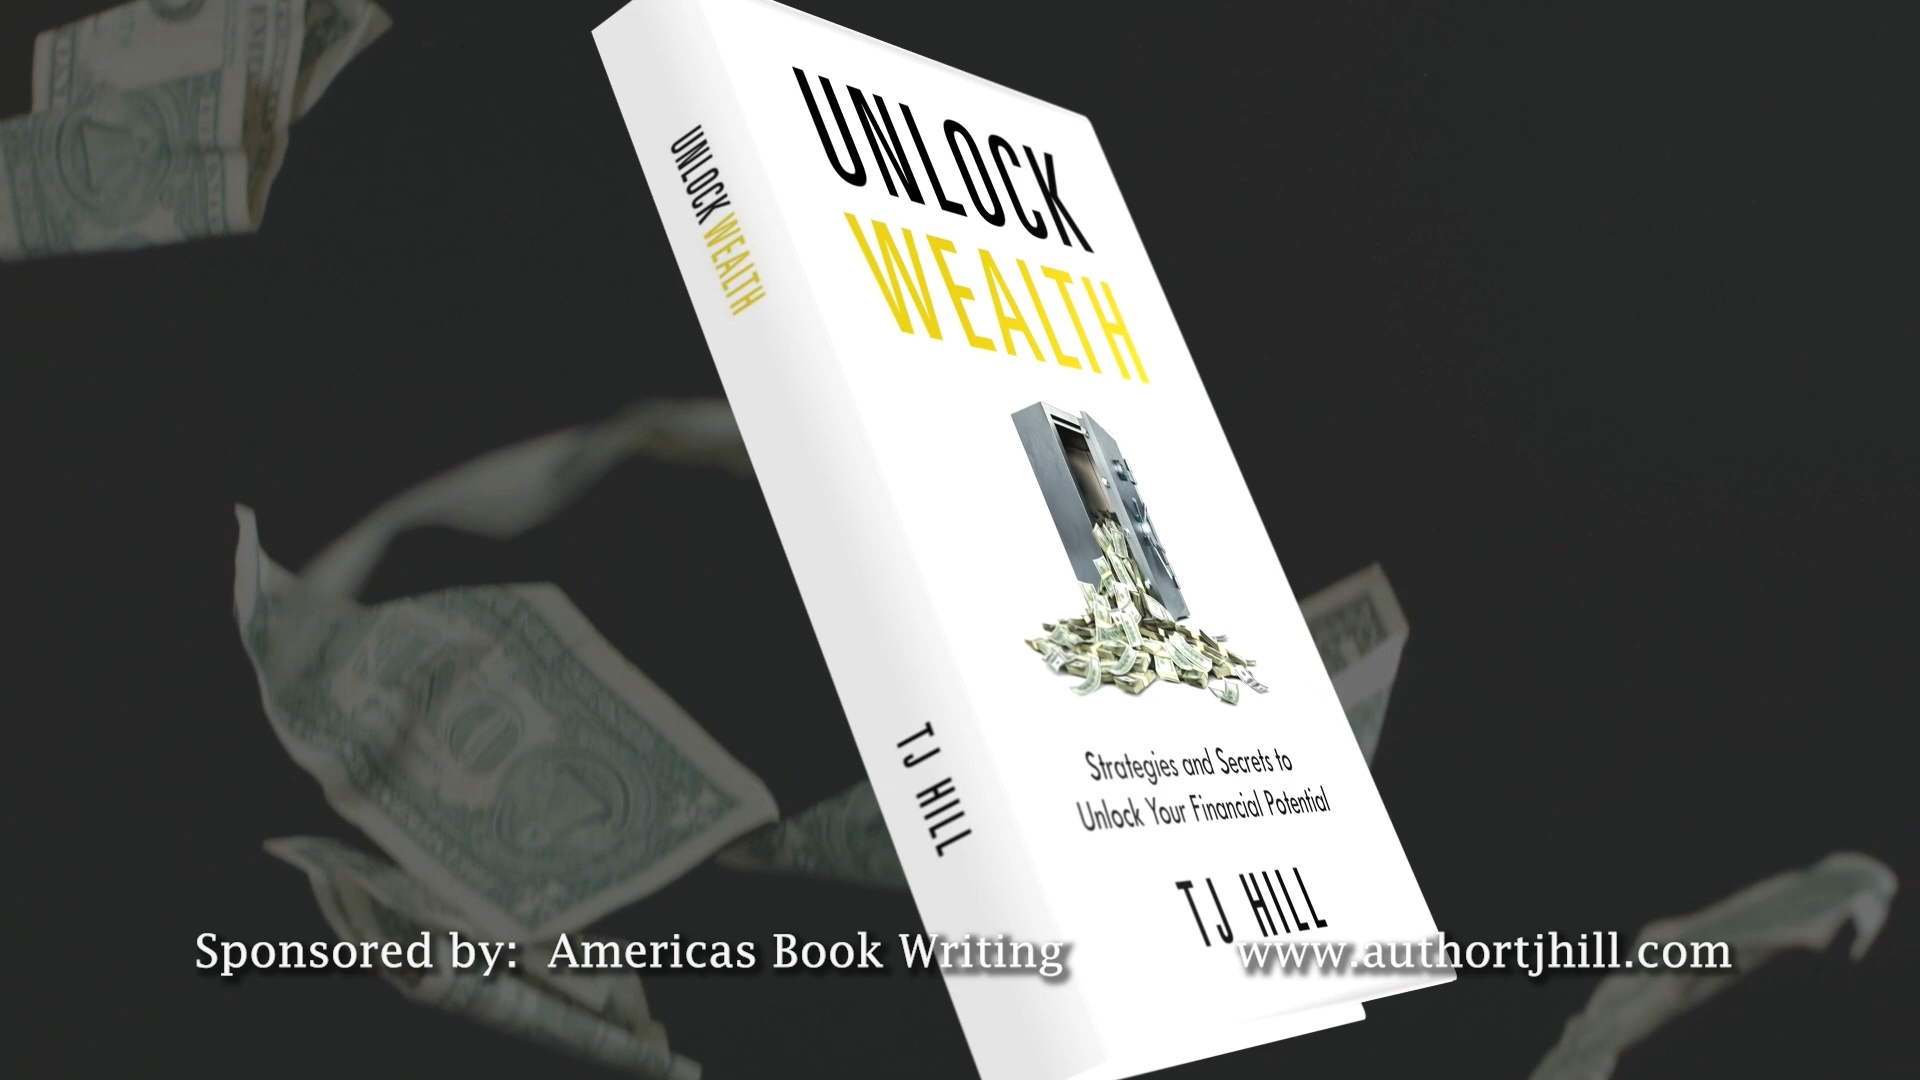 UNLOCK
WEALTH
UNLOCK WEALTH
Strategies and Secrets to
Unlock Your Financial Potential
TJ HILL
TJ HILL
Sponsored by: Americas Book Writing
www.authortjhill.com